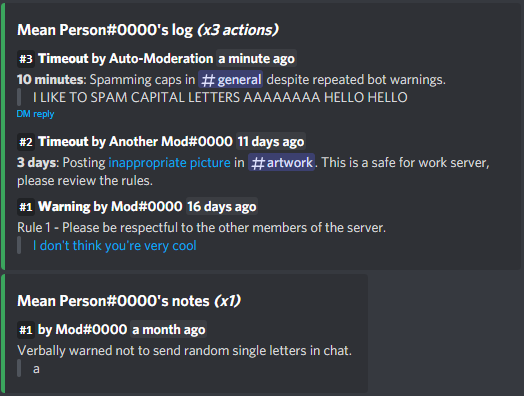 Mean Person#0000's log (x3 actions)
#3 Timeout by Auto-Moderation a minute ago
10 minutes: Spamming caps in #general despite repeated bot warnings.
I LIKE TO SPAM CAPITAL LETTERS AAAAAAAA HELLO HELLO
DM reply
#2 Timeout by Another Mod#0000 11 days ago
3 days: Posting inappropriate picture in #artwork. This is a safe for work server,
please review the rules.
#1 Warning by Mod#0000 16 days ago
Rule 1 - Please be respectful to the other members of the server.
I don't think you're very cool
Mean Person#0000's notes (x1)
#1 by Mod#0000 a month ago
Verbally warned not to send random single letters in chat.
a